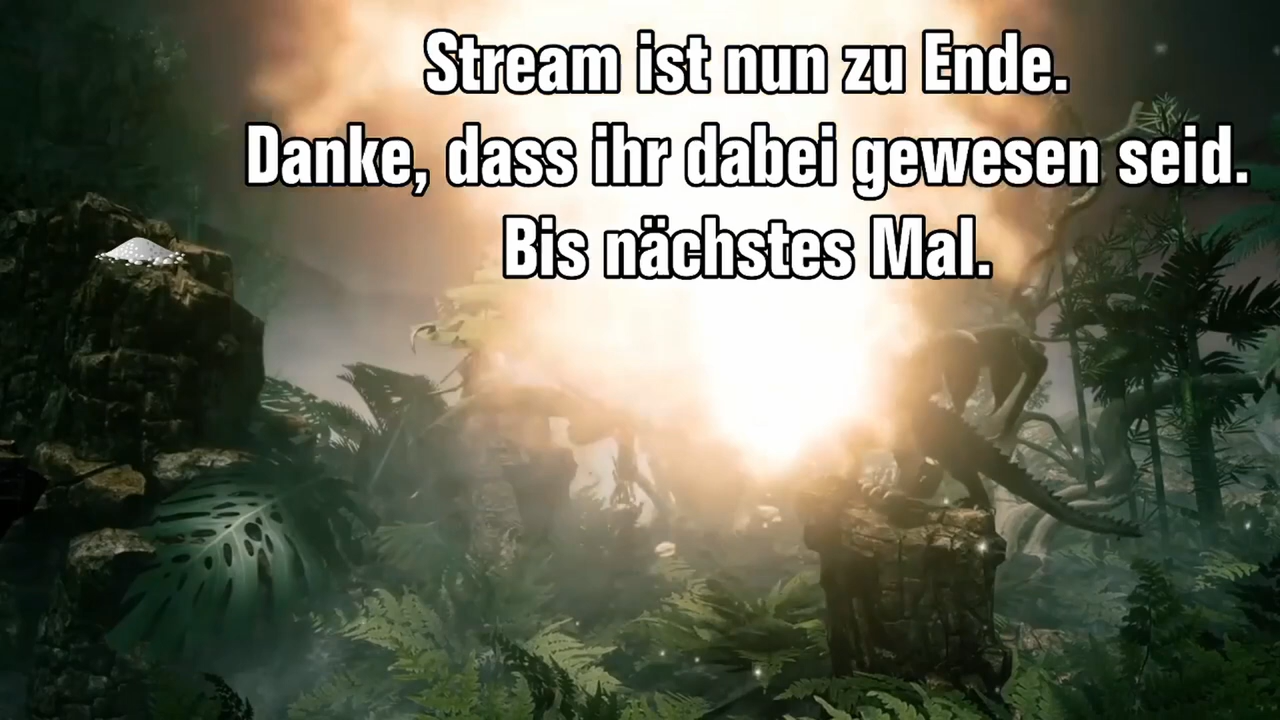 Stream ist nun zu Ende.
Danke, dass ihr dabei gewesen seid.
Bis nächstes Mal.